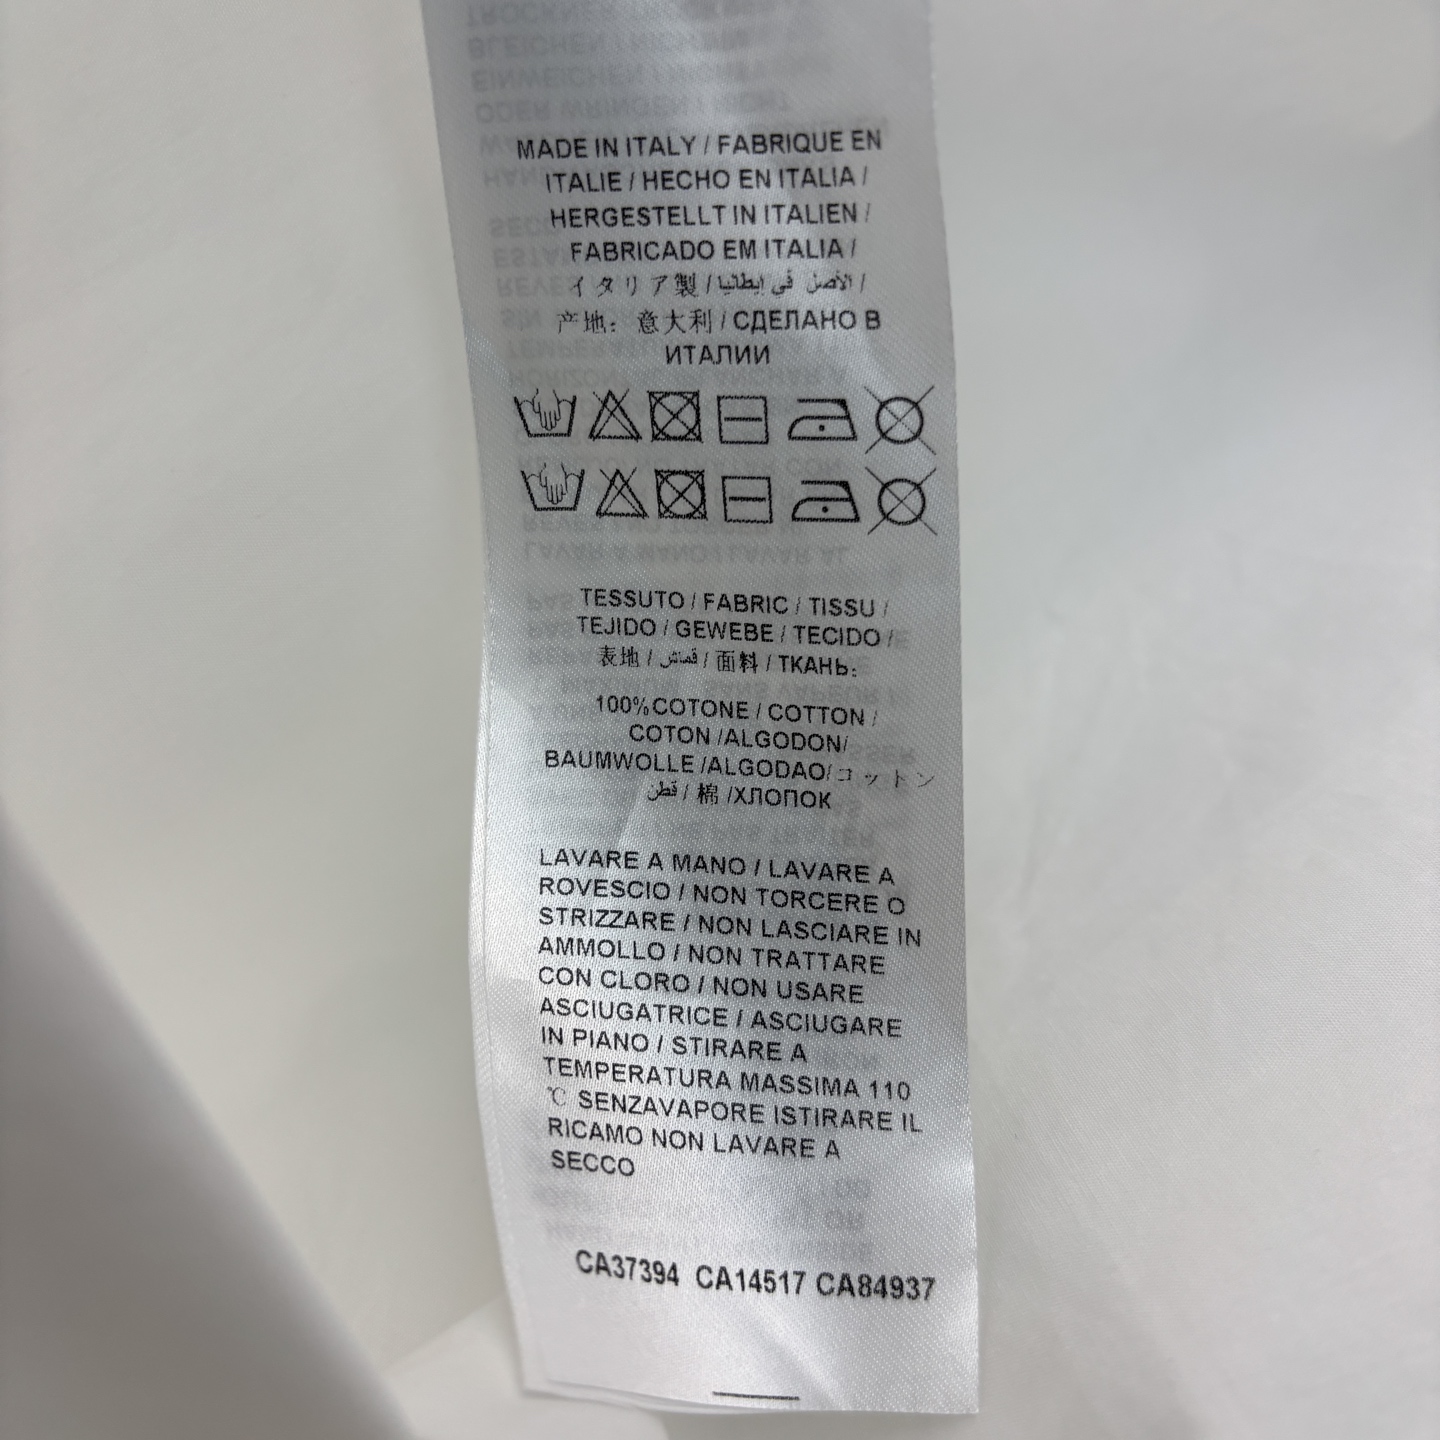 MADE IN ITALY / FABRIQUE EN
ITALIE / HECHO EN ITALIA /
HERGESTELLT IN ITALIEN /
FABRICADO EM ITALIA /
イタリア製 / الأصل في إيطاليا /
产地: 意大利 / СДЕЛАНО В
ИТАЛИИ
TESSUTO / FABRIC / TISSU /
TEJIDO / GEWEBE / TECIDO /
表地 / قماش / 面料 / ТКАНЬ:
100%COTONE / COTTON /
COTON /ALGODON/
BAUMWOLLE /ALGODAO/コットン
قطن / 棉 /ХЛОПОК
LAVARE A MANO / LAVARE A
ROVESCIO / NON TORCERE O
STRIZZARE / NON LASCIARE IN
AMMOLLO / NON TRATTARE
CON CLORO / NON USARE
ASCIUGATRICE / ASCIUGARE
IN PIANO / STIRARE A
TEMPERATURA MASSIMA 110
℃ SENZAVAPORE ISTIRARE IL
RICAMO NON LAVARE A
SECCO
CA37394 CA14517 CA84937